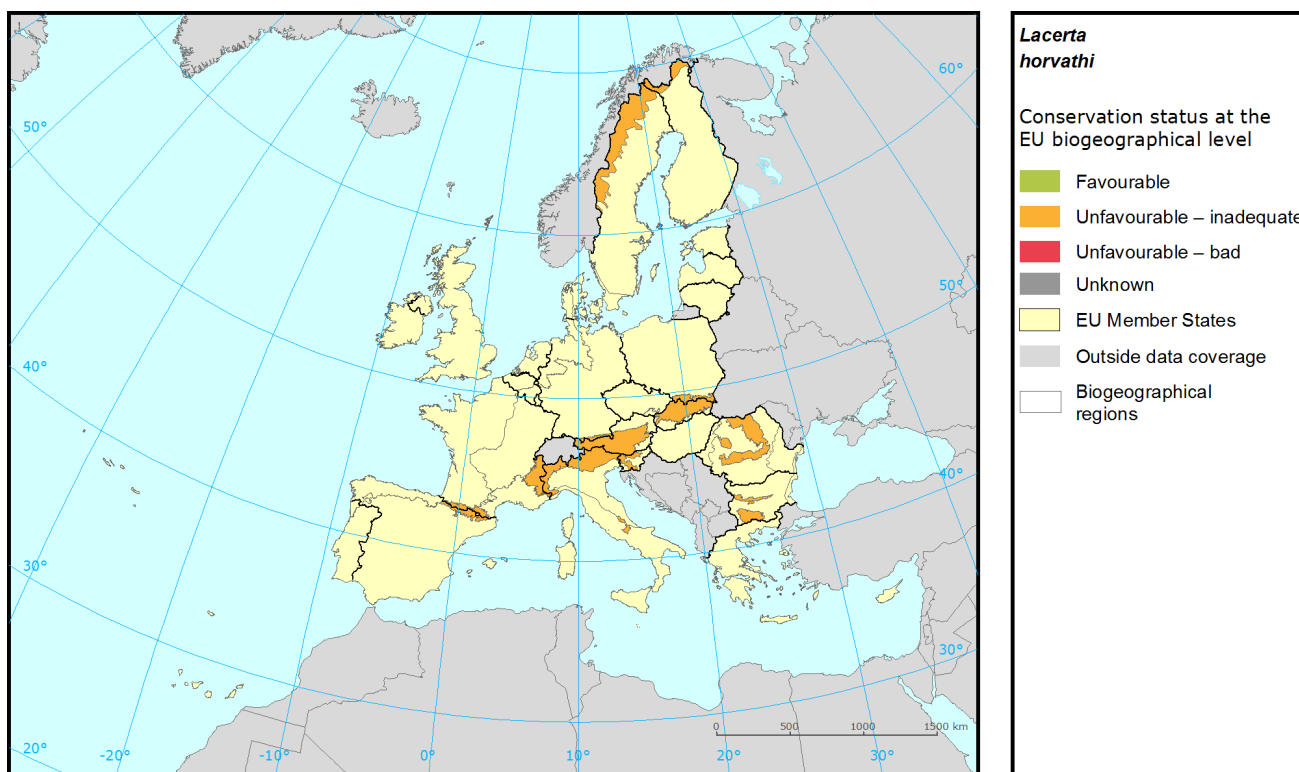 60°
50°
50°
40°
40°
30°
30°
20°
-20°
-10°
0°
10°
20°
30°
0 500 1000 1500 km
Lacerta
horvathi
Conservation status at the
EU biogeographical level
Favourable
Unfavourable – inadequate
Unfavourable – bad
Unknown
EU Member States
Outside data coverage
Biogeographical
regions